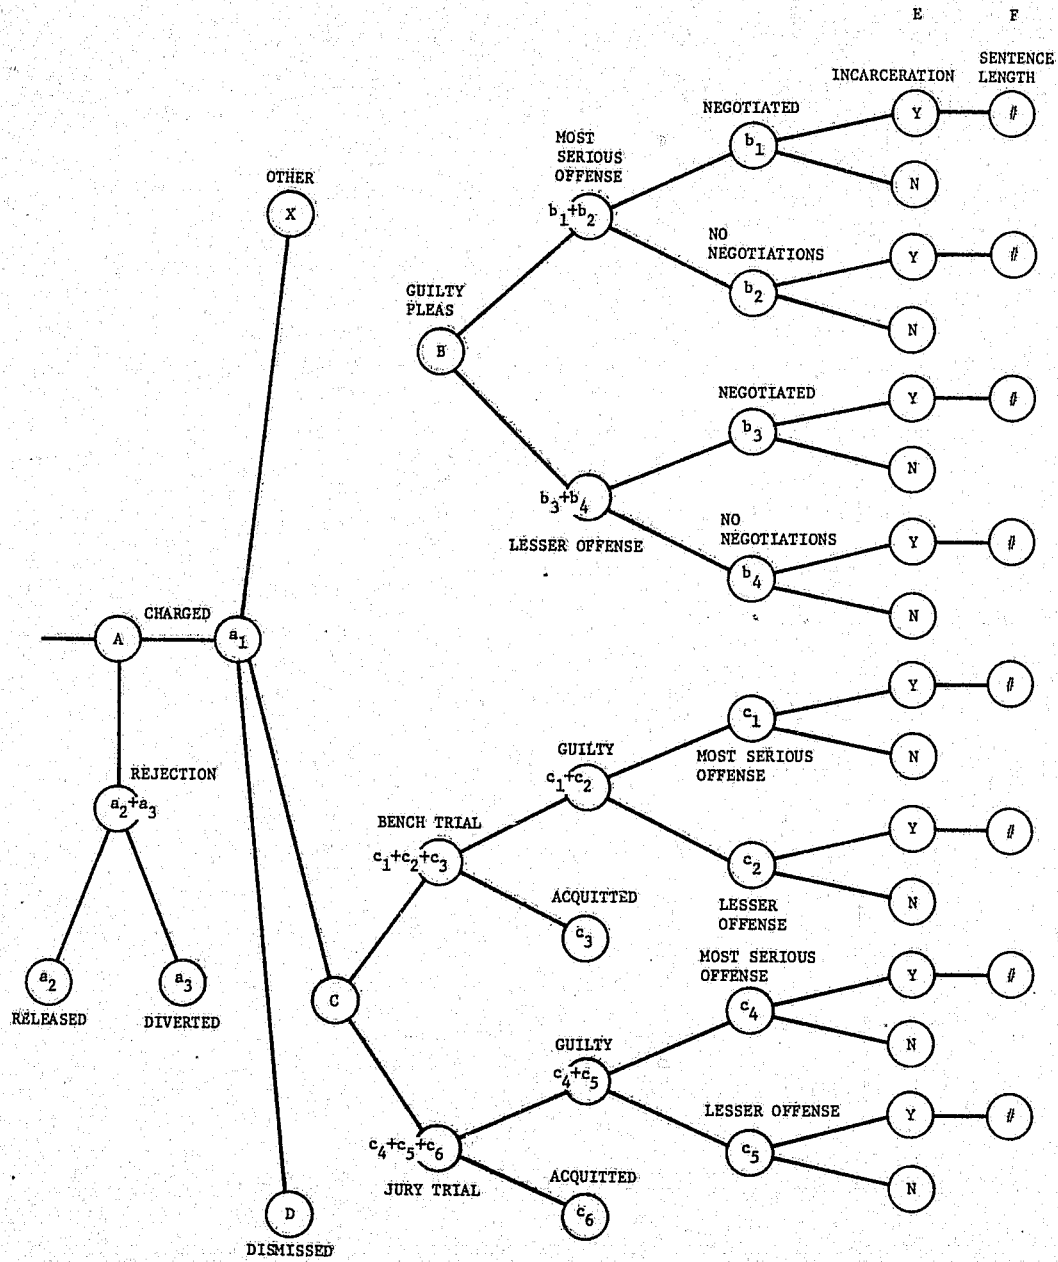 E F
SENTENCE
LENGTH
INCARCERATION
NEGOTIATED
Y #
b1
MOST
SERIOUS
OFFENSE
N
OTHER
X
b1+b2
NO
NEGOTIATIONS
Y #
b2
GUILTY
PLEAS
N
B
NEGOTIATED
Y #
b3
N
b3+b4
LESSER OFFENSE
NO
NEGOTIATIONS
Y #
b4
N
CHARGED
A a1
Y #
c1
GUILTY
MOST SERIOUS
OFFENSE
N
REJECTION
a2+a3
c1+c2
BENCH TRIAL
c1+c2+c3
Y #
c2
ACQUITTED
c3
LESSER
OFFENSE
N
MOST SERIOUS
OFFENSE
Y #
a2 a3
RELEASED DIVERTED
C
c4
GUILTY
N
c4+c5
LESSER OFFENSE
Y #
c4+c5+c6
JURY TRIAL
c5
ACQUITTED
N
c6
D
DISMISSED